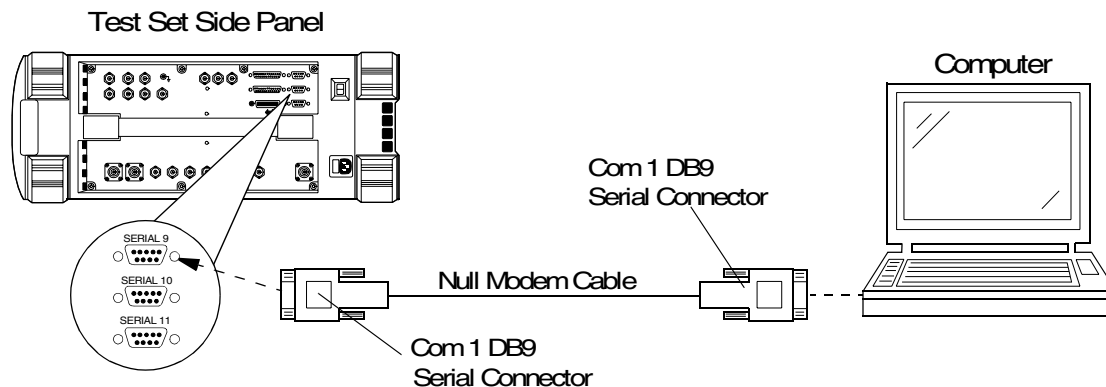 Test Set Side Panel
Computer
Com 1 DB9
Serial Connector
SERIAL 9
SERIAL 10
SERIAL 11
Null Modem Cable
Com 1 DB9
Serial Connector